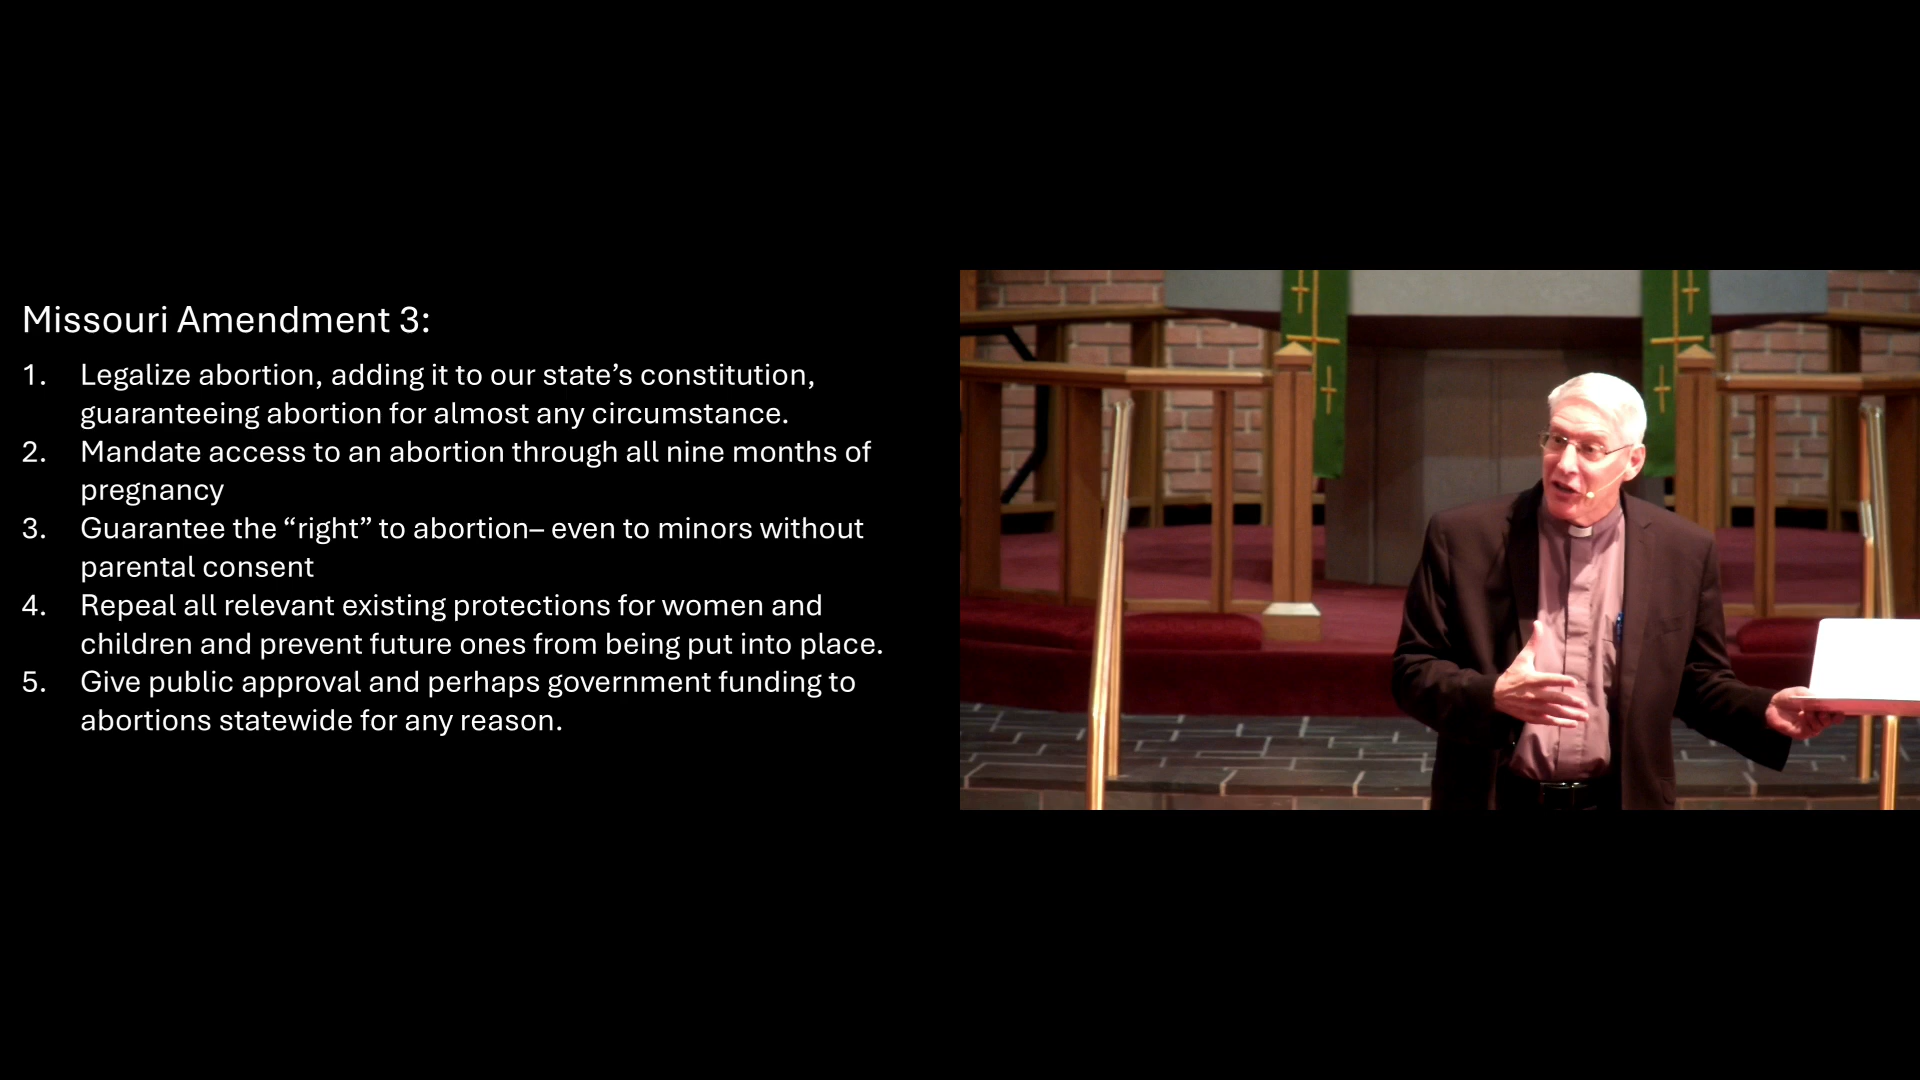 Missouri Amendment 3:
1. Legalize abortion, adding it to our state’s constitution,
guaranteeing abortion for almost any circumstance.
2. Mandate access to an abortion through all nine months of
pregnancy
3. Guarantee the “right” to abortion– even to minors without
parental consent
4. Repeal all relevant existing protections for women and
children and prevent future ones from being put into place.
5. Give public approval and perhaps government funding to
abortions statewide for any reason.